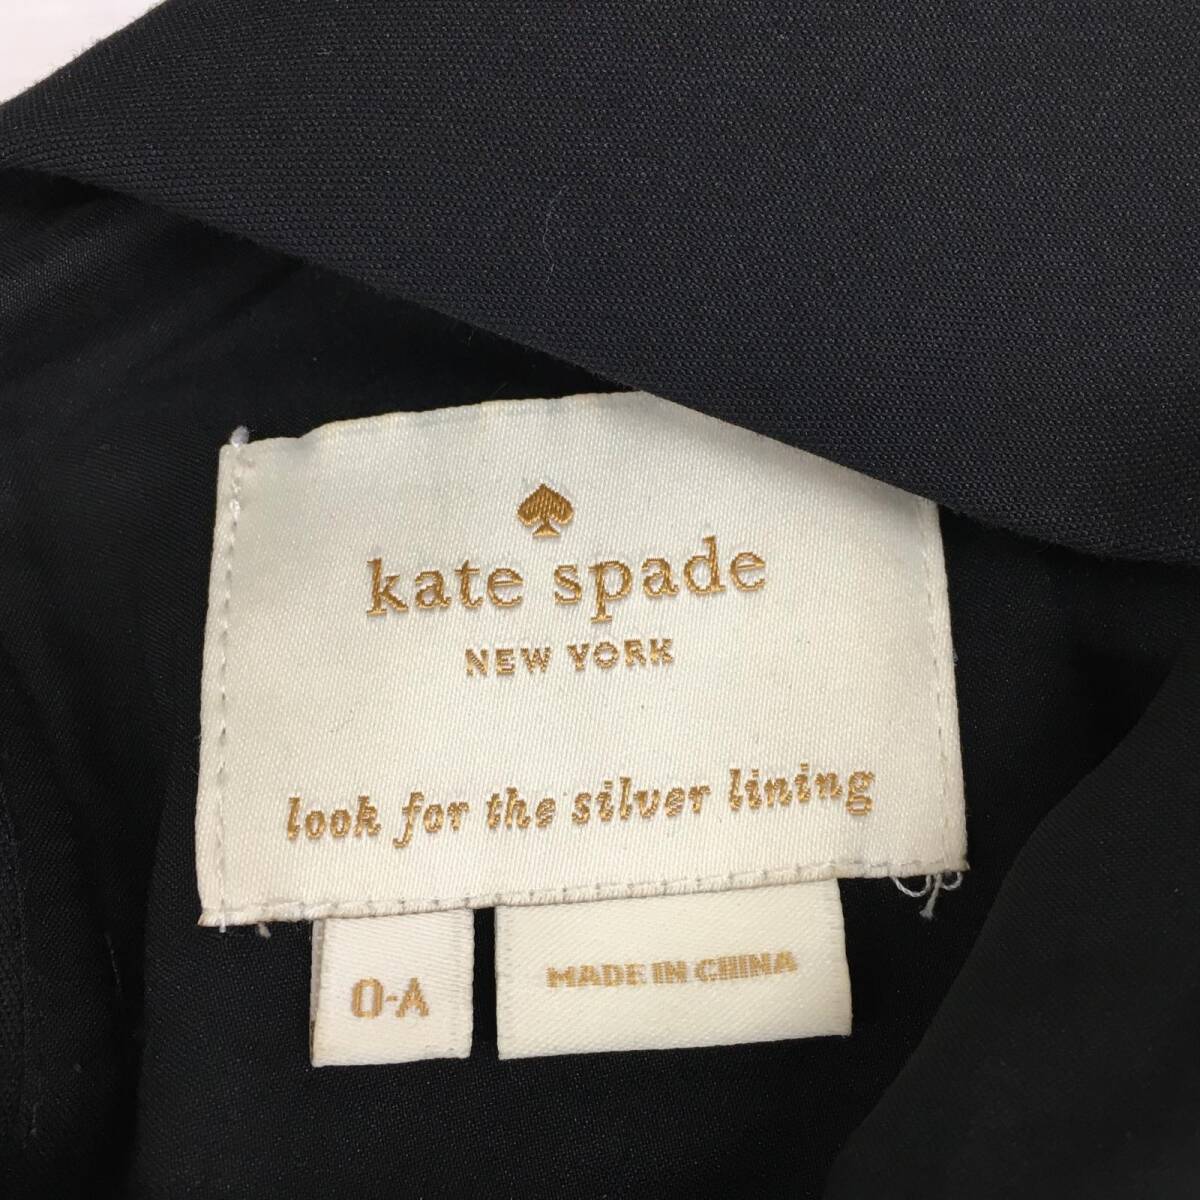 kate spade
NEW YORK
look for the silver lining
0-A
MADE IN CHINA